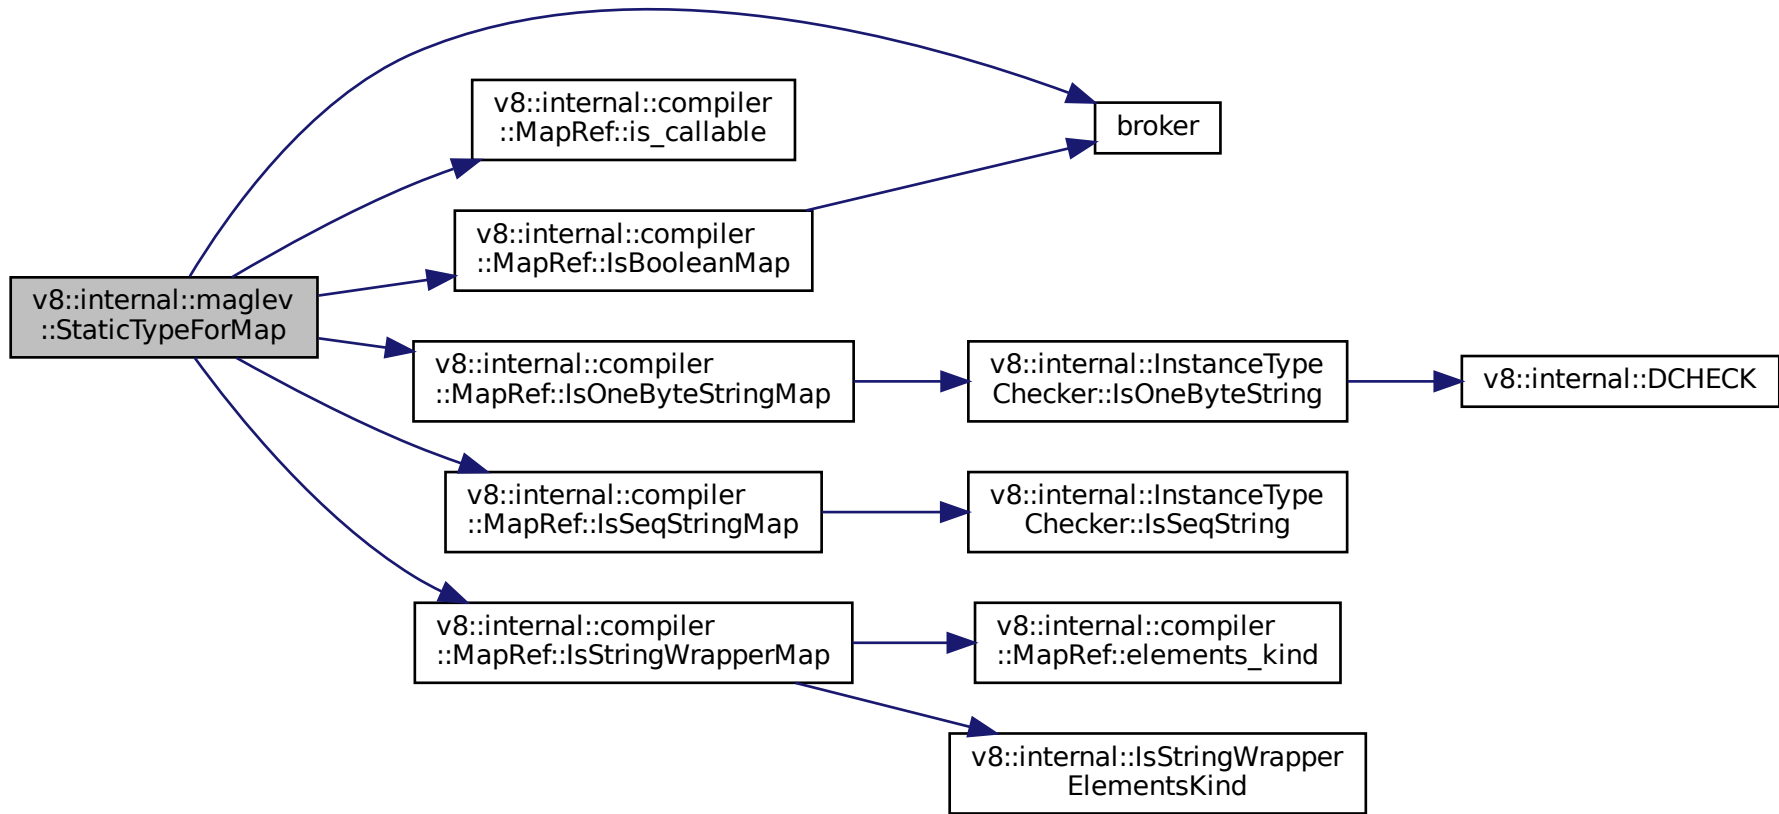 v8::internal::maglev
::StaticTypeForMap
v8::internal::compiler
::MapRef::is_callable
broker
v8::internal::compiler
::MapRef::IsBooleanMap
v8::internal::compiler
::MapRef::IsOneByteStringMap
v8::internal::InstanceType
Checker::IsOneByteString
v8::internal::DCHECK
v8::internal::compiler
::MapRef::IsSeqStringMap
v8::internal::InstanceType
Checker::IsSeqString
v8::internal::compiler
::MapRef::IsStringWrapperMap
v8::internal::compiler
::MapRef::elements_kind
v8::internal::IsStringWrapper
ElementsKind